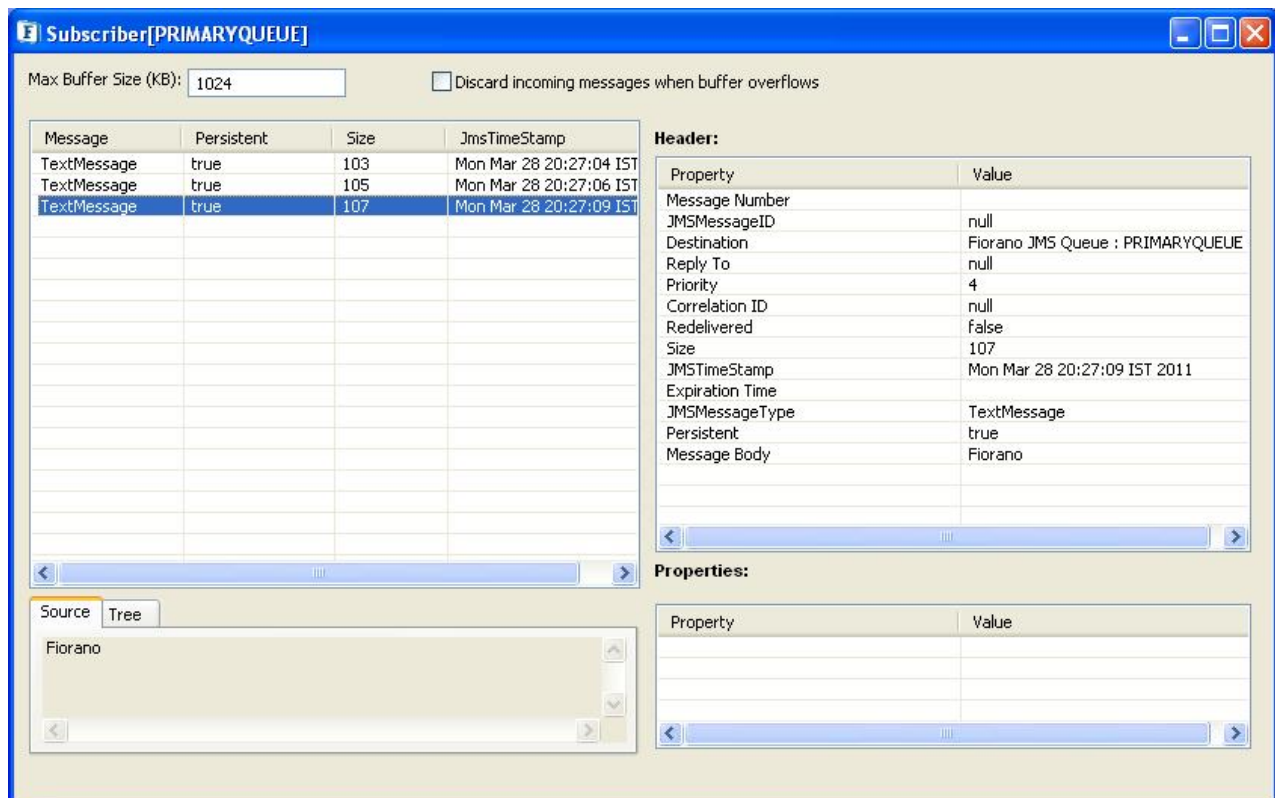 Subscriber[PRIMARYQUEUE]
Max Buffer Size (KB): 1024 Discard incoming messages when buffer overflows
Message Persistent Size JmsTimeStamp
TextMessage true 103 Mon Mar 28 20:27:04 IST
TextMessage true 105 Mon Mar 28 20:27:06 IST
TextMessage true 107 Mon Mar 28 20:27:09 IST
Source Tree
Fiorano
Header:
Property Value
Message Number
JMSMessageID null
Destination Fiorano JMS Queue : PRIMARYQUEUE
Reply To null
Priority 4
Correlation ID null
Redelivered false
Size 107
JMSTimeStamp Mon Mar 28 20:27:09 IST 2011
Expiration Time
JMSMessageType TextMessage
Persistent true
Message Body Fiorano
Properties:
Property Value